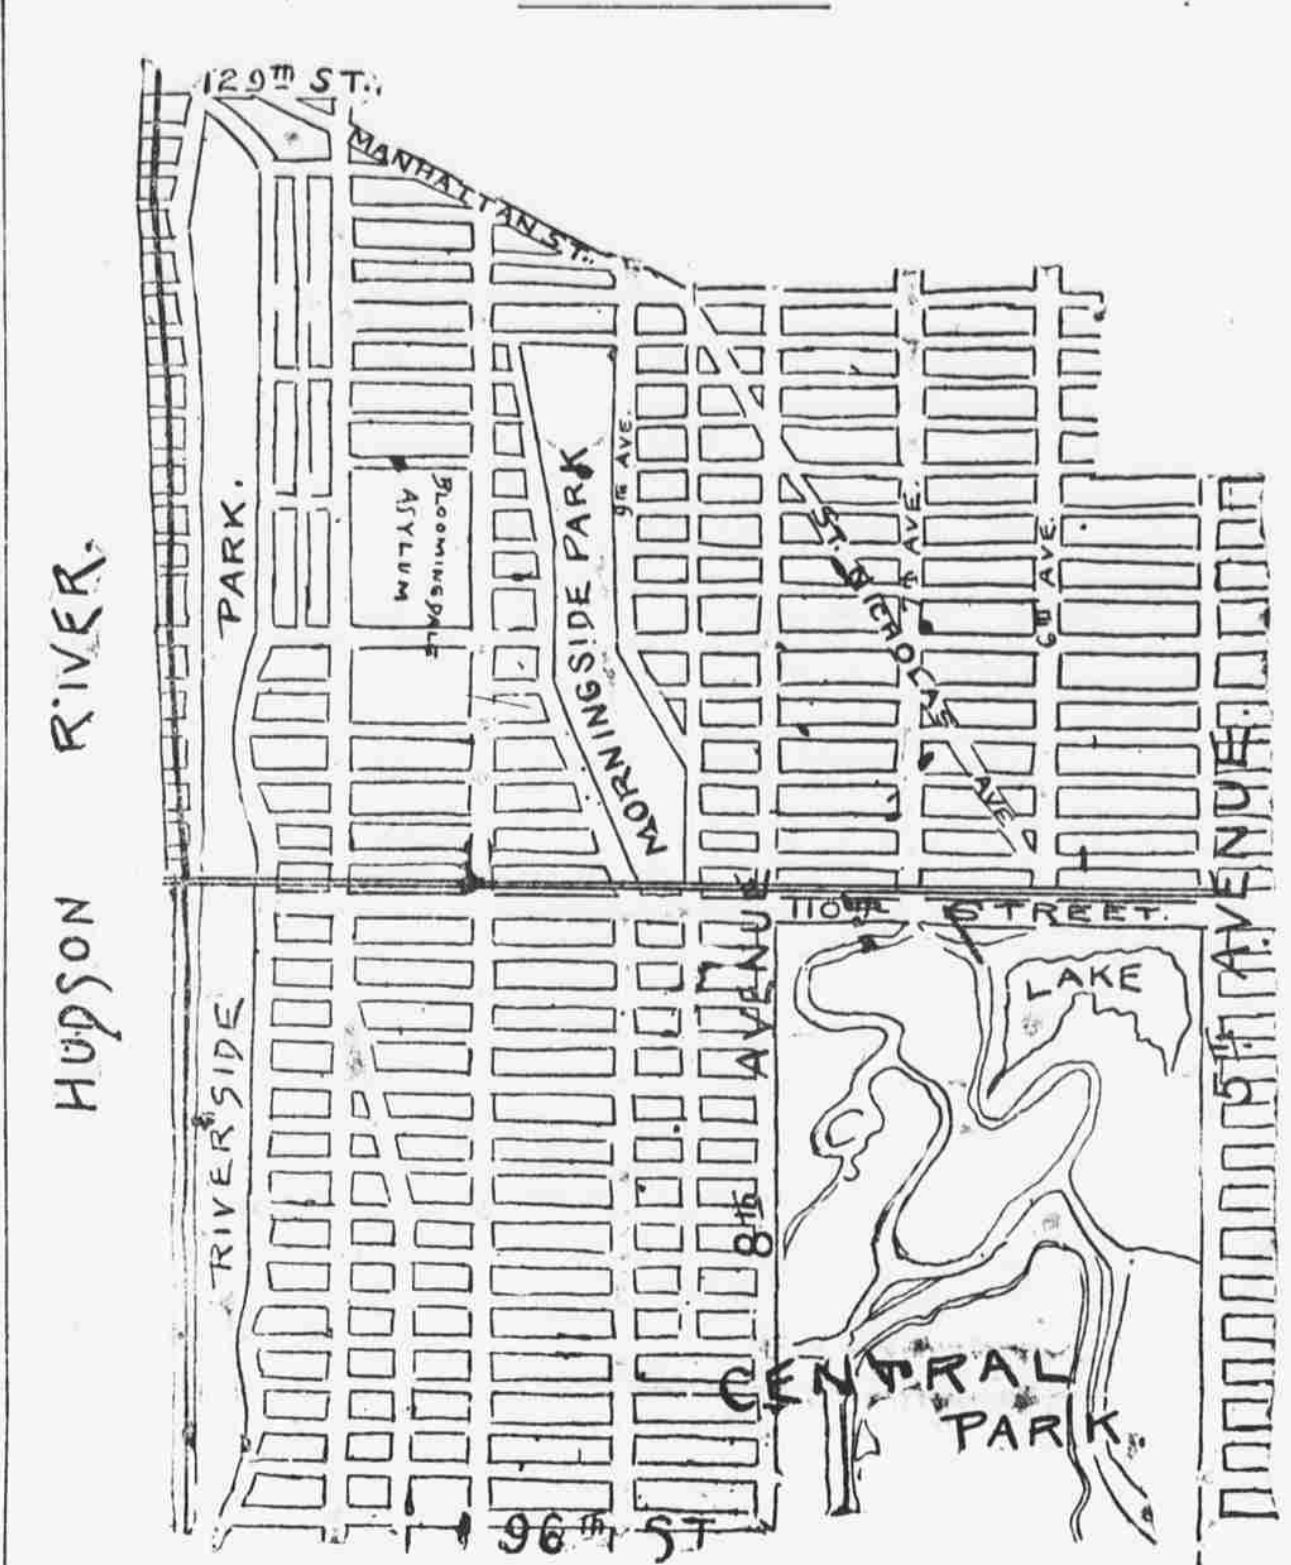 129TH ST.
MANHATTAN ST.
PARK.
BLOOMINGDALE
ASYLUM
MORNINGSIDE PARK
9TH AVE.
ST. NICHOLAS AVE
7TH AVE.
6TH AVE.
HUDSON RIVER.
110TH STREET.
8TH AVENUE
5TH AVENUE.
LAKE
RIVERSIDE
CENTRAL
PARK.
96TH ST